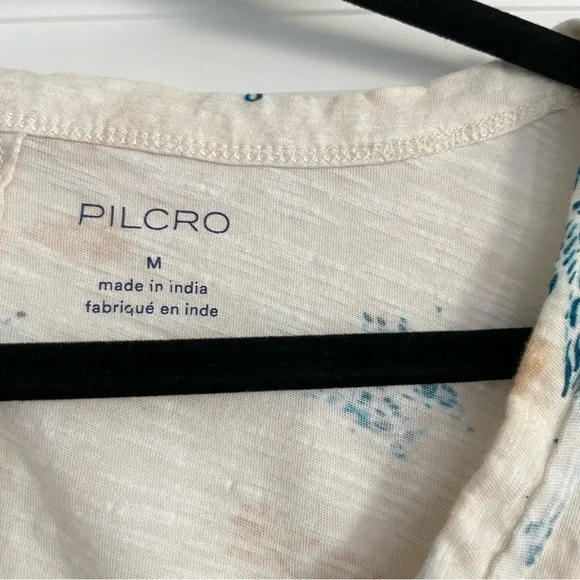 PILCRO
M
made in india
fabriqué en inde